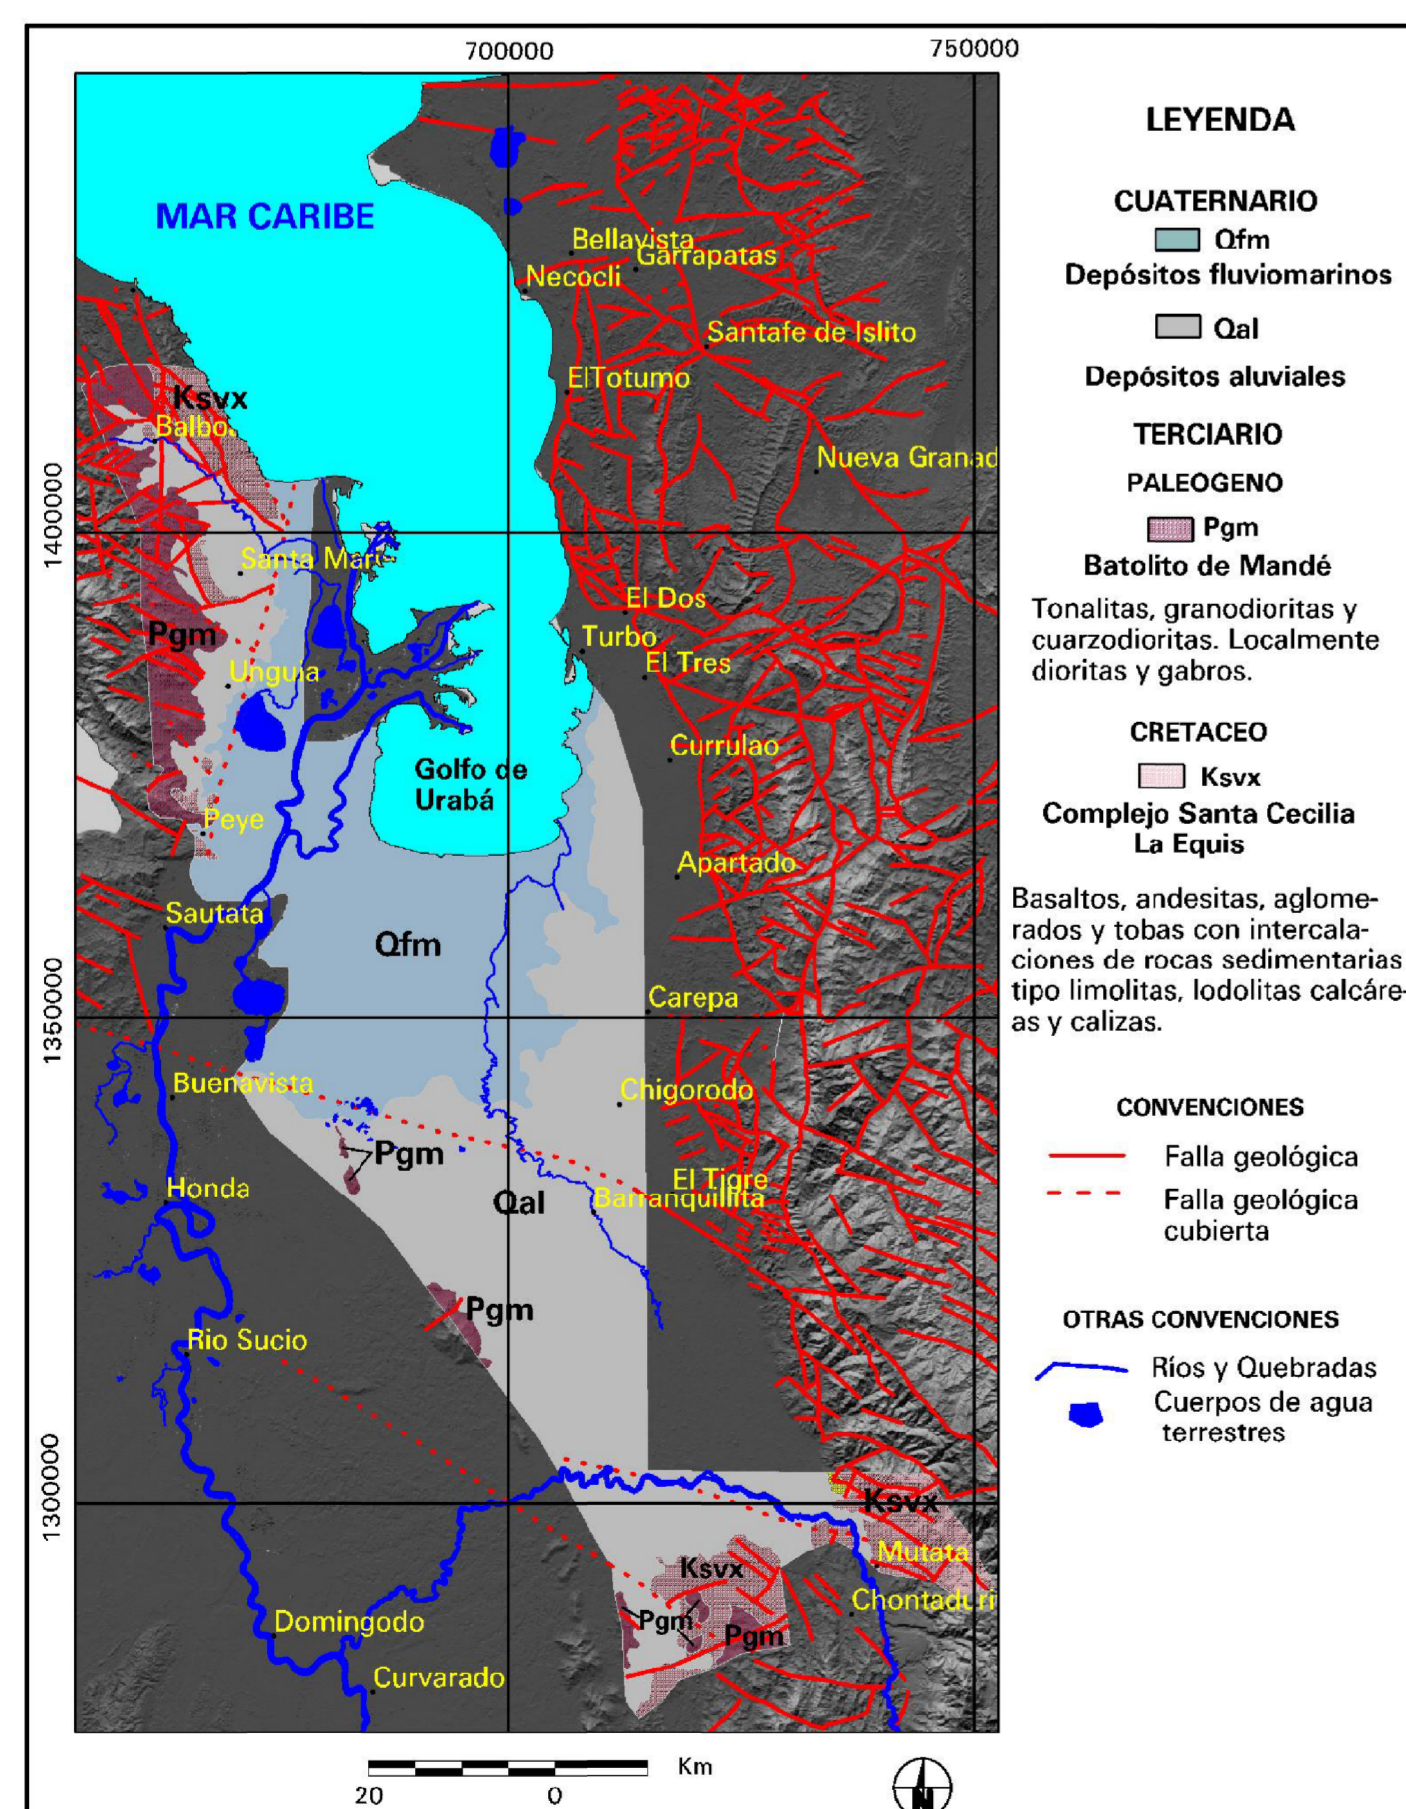 700000
750000
MAR CARIBE
Bellavista
Garrapatas
Necocli
Santafe de Islito
ElTotumo
Ksvx
Balbo
Nueva Granad
1400000
Santa Mar
El Dos
Pgm
Turbo
El Tres
Unguia
Currulao
Golfo de
Urabá
Peye
Apartado
Sautata
Qfm
Carepa
1350000
Buenavista
Chigorodo
Pgm
El Tigre
Honda
Qal
Barranquillita
Pgm
Rio Sucio
1300000
Ksvx
Mutata
Ksvx
Chontaduri
Pgm
Pgm
Domingodo
Curvarado
Km
20
0
N
LEYENDA
CUATERNARIO
Qfm
Depósitos fluviomarinos
Qal
Depósitos aluviales
TERCIARIO
PALEOGENO
Pgm
Batolito de Mandé
Tonalitas, granodioritas y
cuarzodioritas. Localmente
dioritas y gabros.
CRETACEO
Ksvx
Complejo Santa Cecilia
La Equis
Basaltos, andesitas, aglome-
rados y tobas con intercala-
ciones de rocas sedimentarias
tipo limolitas, lodolitas calcáre-
as y calizas.
CONVENCIONES
Falla geológica
Falla geológica
cubierta
OTRAS CONVENCIONES
Ríos y Quebradas
Cuerpos de agua
terrestres